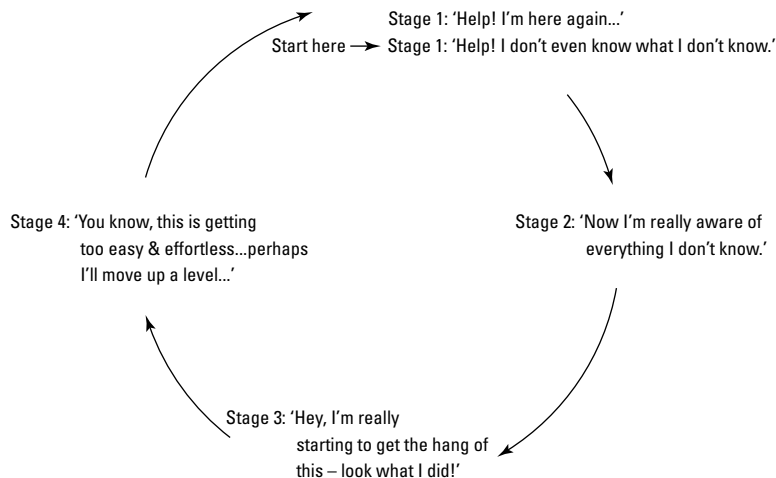 Stage 1: ‘Help! I’m here again...’
Start here Stage 1: ‘Help! I don’t even know what I don’t know.’
Stage 2: ‘Now I’m really aware of
everything I don’t know.’
Stage 3: ‘Hey, I’m really
starting to get the hang of
this – look what I did!’
Stage 4: ‘You know, this is getting
too easy & effortless...perhaps
I’ll move up a level...’